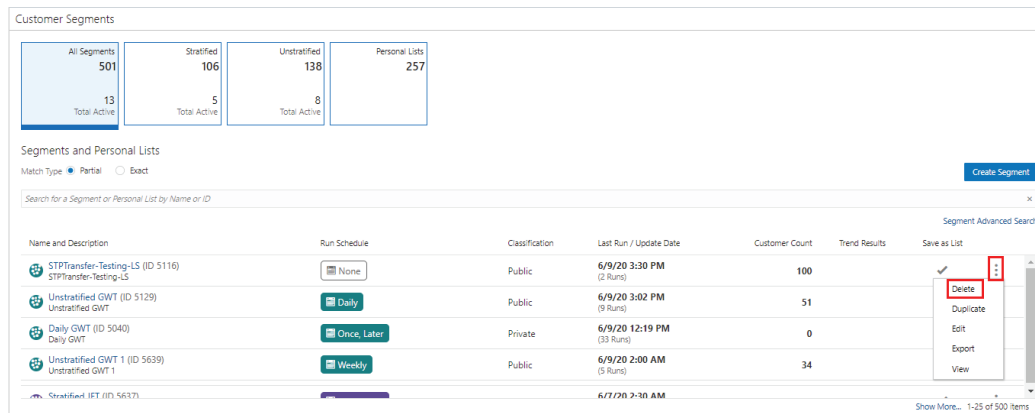 Customer Segments
All Segments
501
13
Total Active
Stratified
106
5
Total Active
Unstratified
138
8
Total Active
Personal Lists
257
Segments and Personal Lists
Match Type Partial Exact
Create Segment
Search for a Segment or Personal List by Name or ID ×
Segment Advanced Search
Name and Description Run Schedule Classification Last Run / Update Date Customer Count Trend Results Save as List
STPTransfer-Testing-LS (ID 5116) None Public 6/9/20 3:30 PM 100
STPTransfer-Testing-LS (2 Runs)
Unstratified GWT (ID 5129) Daily Public 6/9/20 3:02 PM 51
Unstratified GWT (9 Runs)
Daily GWT (ID 5040) Once, Later Private 6/9/20 12:19 PM 0
Daily GWT (33 Runs)
Unstratified GWT 1 (ID 5639) Weekly Public 6/9/20 2:00 AM 34
Unstratified GWT 1 (5 Runs)
Delete
Duplicate
Edit
Export
View
Stratified JFT (ID 5637) 6/7/20 2:30 AM
Show More... 1-25 of 500 items